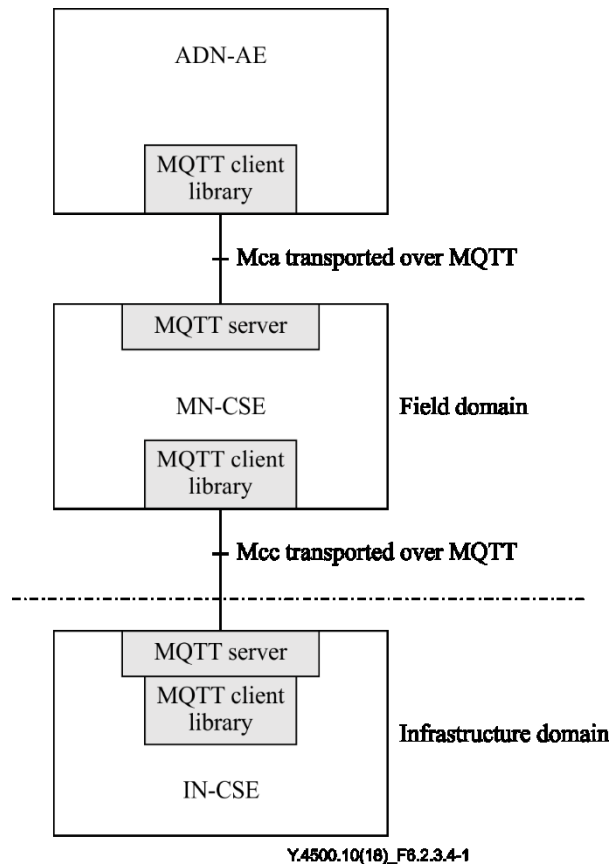 ADN-AE
MQTT client
library
Mca transported over MQTT
MQTT server
MN-CSE
Field domain
MQTT client
library
Mcc transported over MQTT
MQTT server
MQTT client
library
Infrastructure domain
IN-CSE
Y.4500.10(18)_F6.2.3.4-1